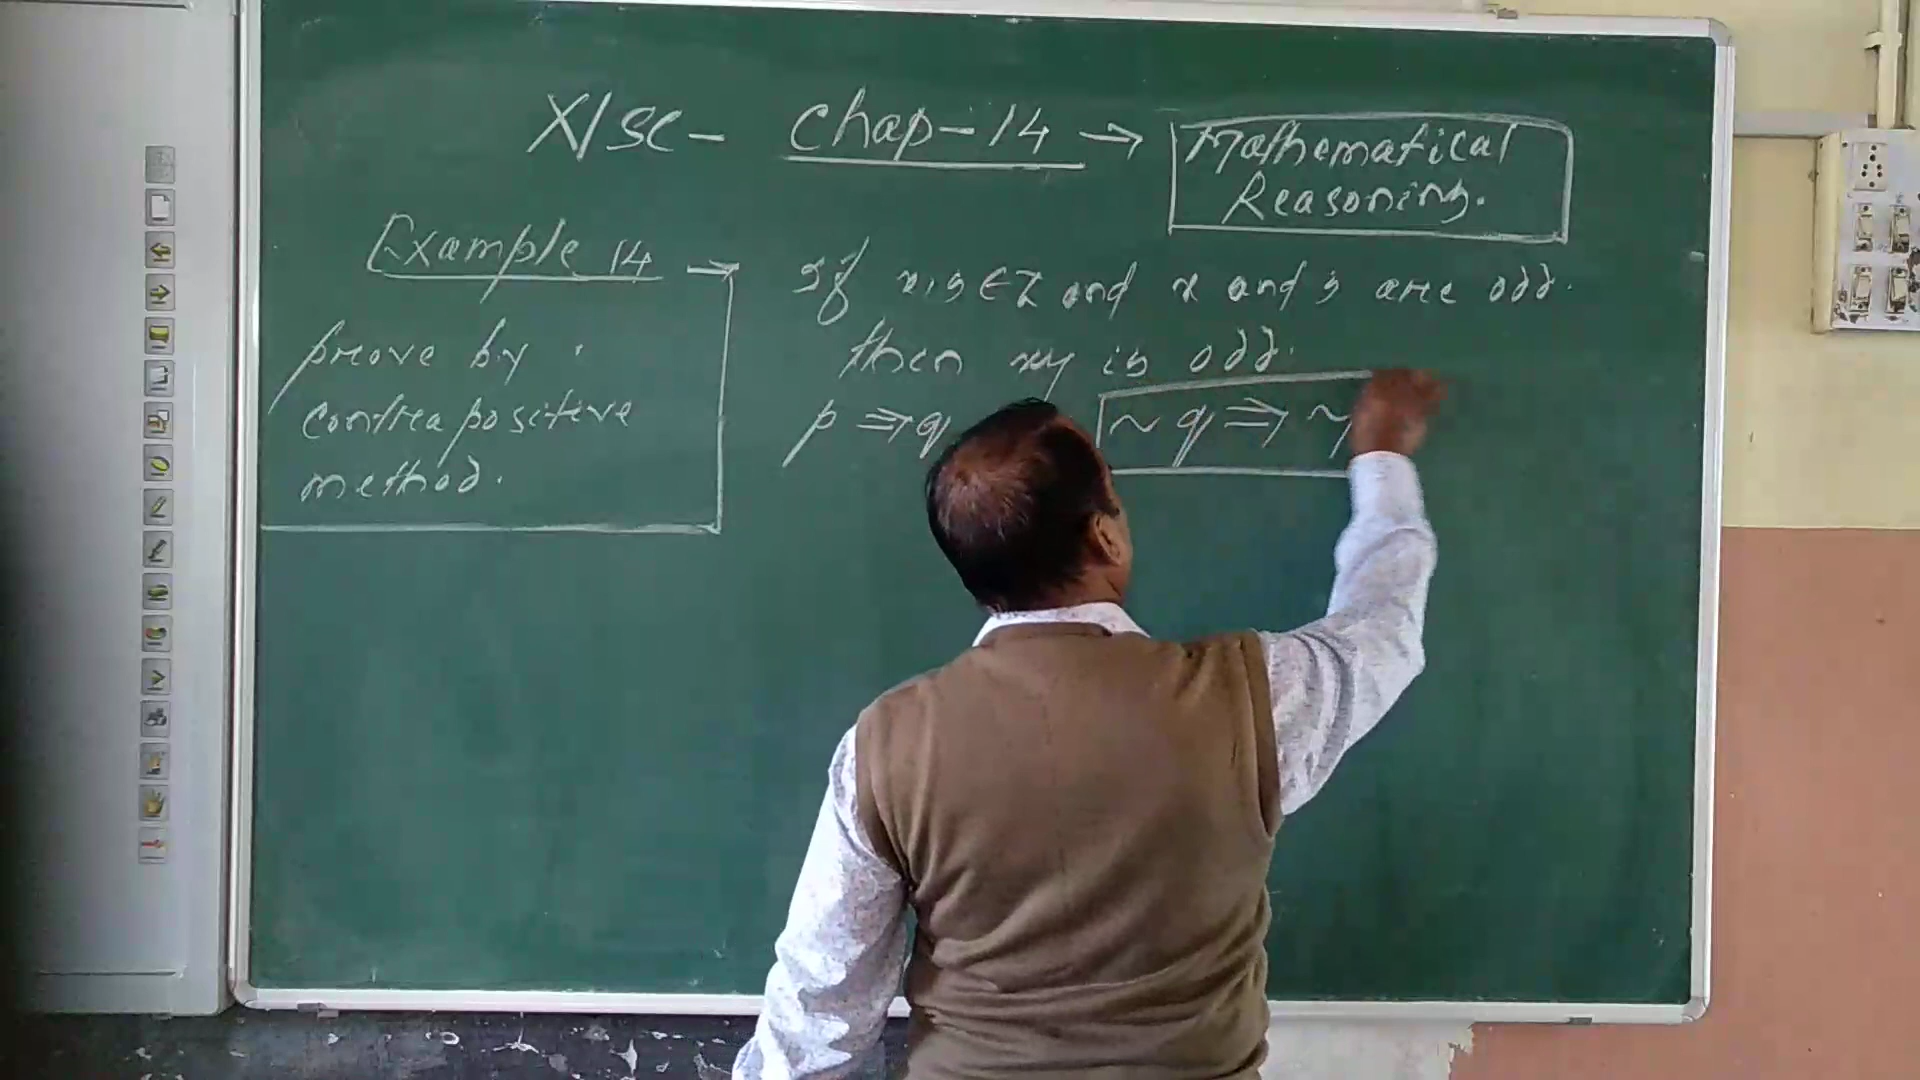 XI SC - Chap-14 → Mathematical
Reasoning.
Example 14 →
prove by
contrapositive
method.
If x,y ∈ Z and x and y are odd.
then xy is odd.
p ⇒ q
~q ⇒ ~